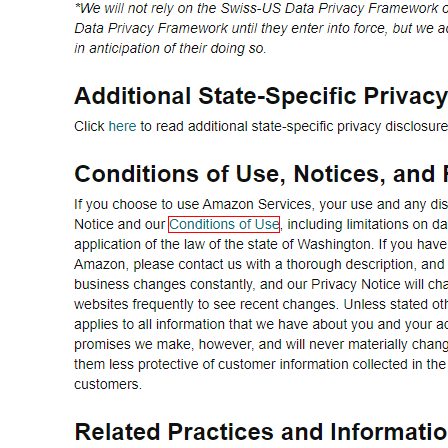 *We will not rely on the Swiss-US Data Privacy Framework
Data Privacy Framework until they enter into force, but we
in anticipation of their doing so.
Additional State-Specific Privacy
Click here to read additional state-specific privacy disclosure
Conditions of Use, Notices, and
If you choose to use Amazon Services, your use and any dis
Notice and our Conditions of Use, including limitations on da
application of the law of the state of Washington. If you have
Amazon, please contact us with a thorough description, and
business changes constantly, and our Privacy Notice will cha
websites frequently to see recent changes. Unless stated oth
applies to all information that we have about you and your ac
promises we make, however, and will never materially chang
them less protective of customer information collected in the
customers.
Related Practices and Informatio